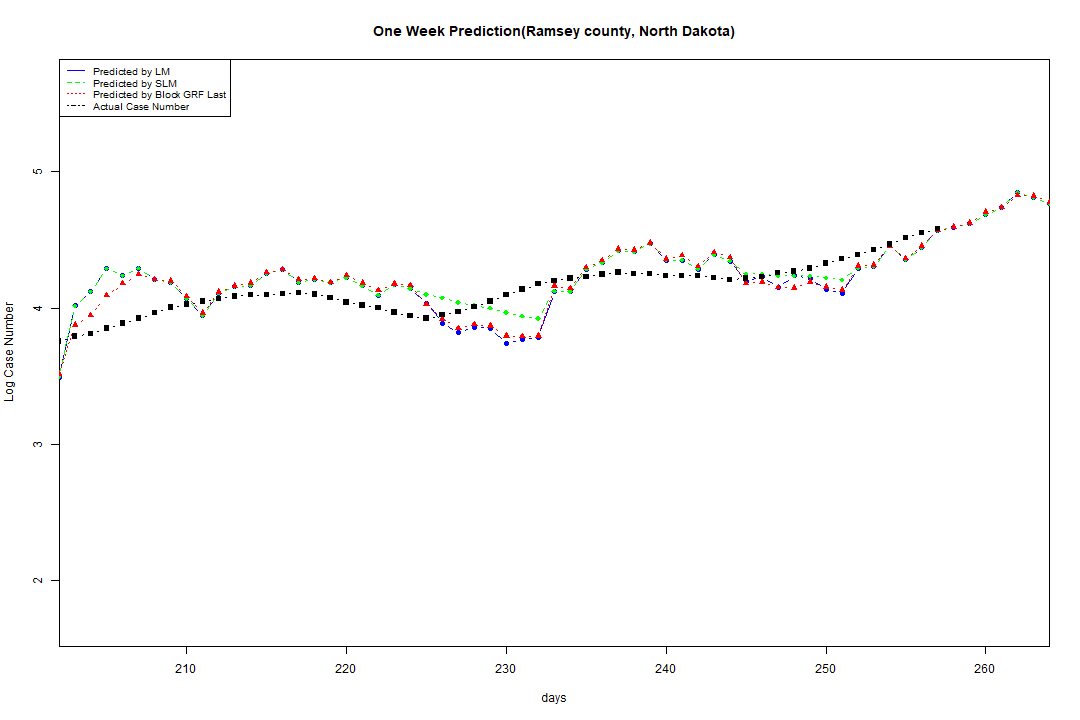 One Week Prediction(Ramsey county, North Dakota)
Predicted by LM
Predicted by SLM
Predicted by Block GRF Last
Actual Case Number
5
4
3
2
Log Case Number
210 220 230 240 250 260
days